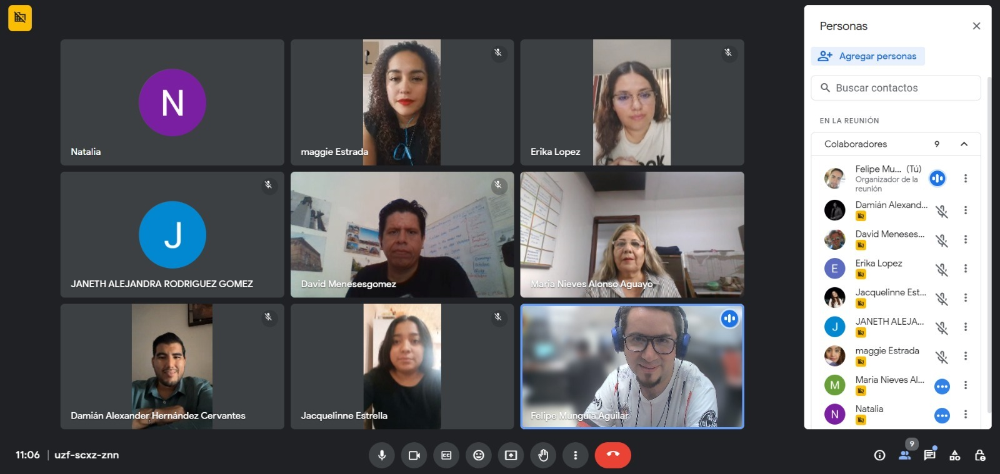 N
Natalia
maggie Estrada
Erika Lopez
J
JANETH ALEJANDRA RODRIGUEZ GOMEZ
David Menesesgomez
Maria Nieves Alonso Aguayo
Damián Alexander Hernández Cervantes
Jacquelinne Estrella
Felipe Munguia Aguilar
Personas
Agregar personas
Buscar contactos
EN LA REUNIÓN
Colaboradores 9
Felipe Mu... (Tú)
Organizador de la
reunión
Damián Alexand...
David Meneses...
E
Erika Lopez
Jacquelinne Est...
J
JANETH ALEJA...
maggie Estrada
M
Maria Nieves Al...
N
Natalia
11:06 | uzf-scxz-znn
CC
9